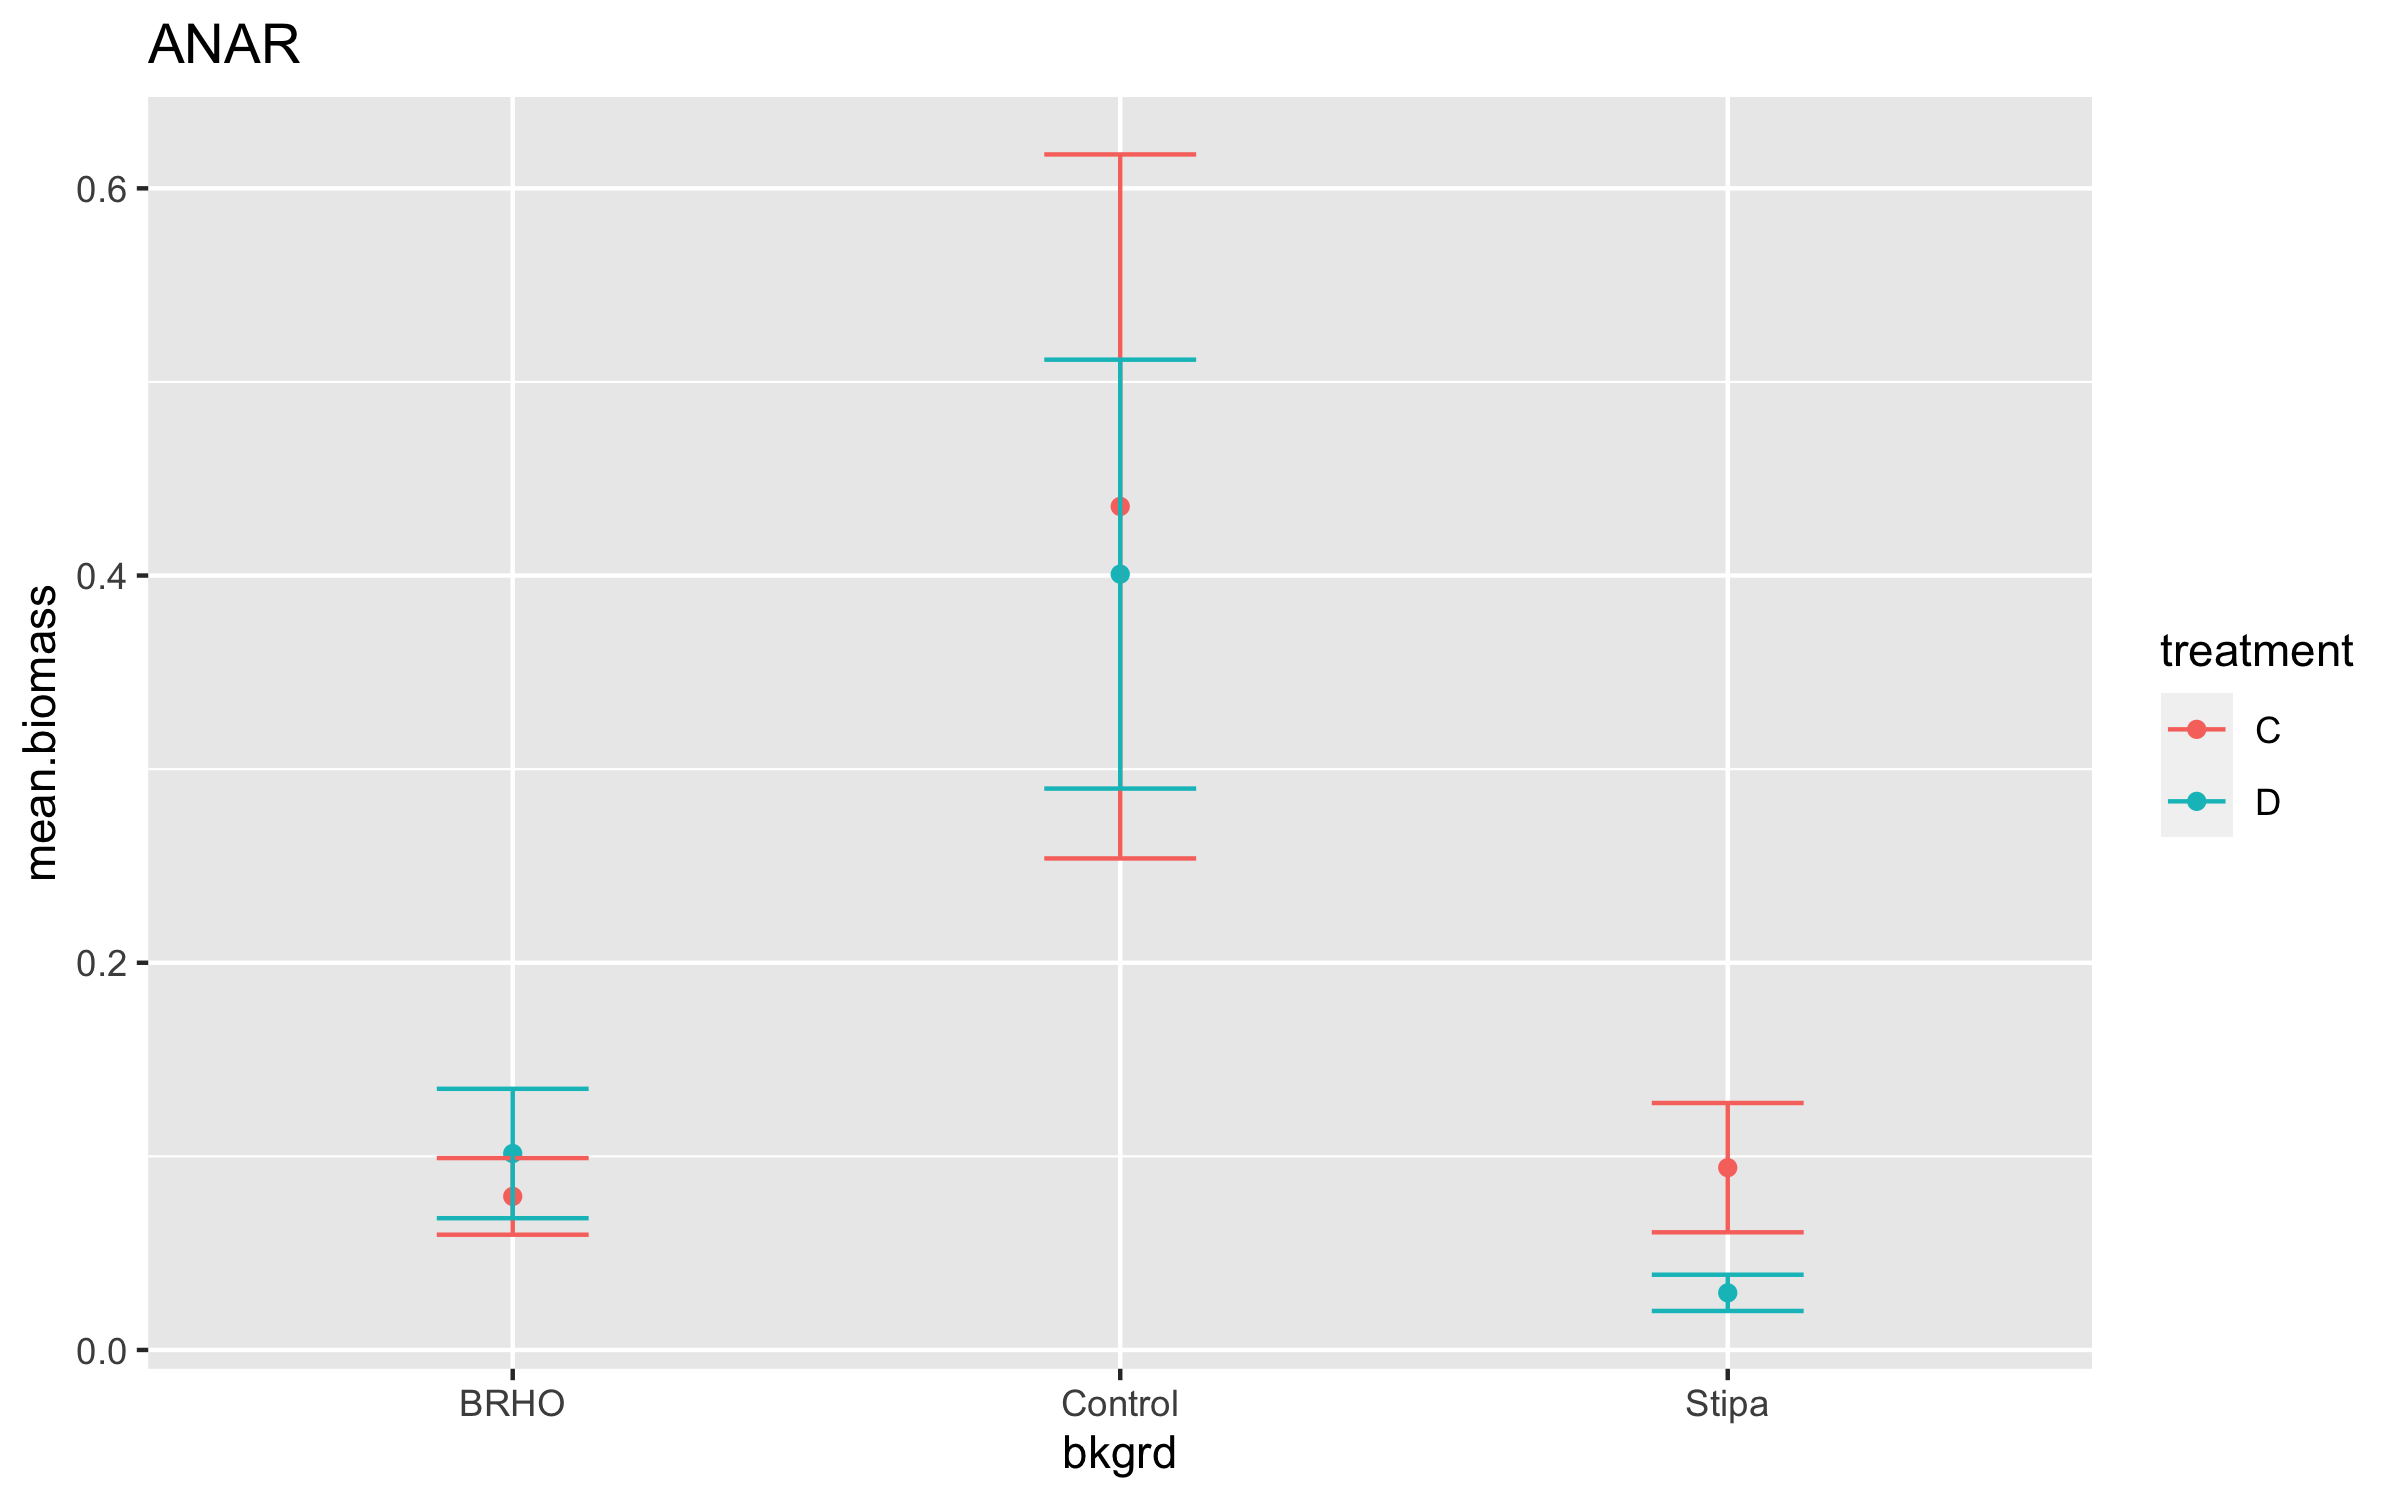 ANAR
0.6
0.4
0.2
0.0
mean.biomass
BRHO Control Stipa
bkgrd
treatment
C
D